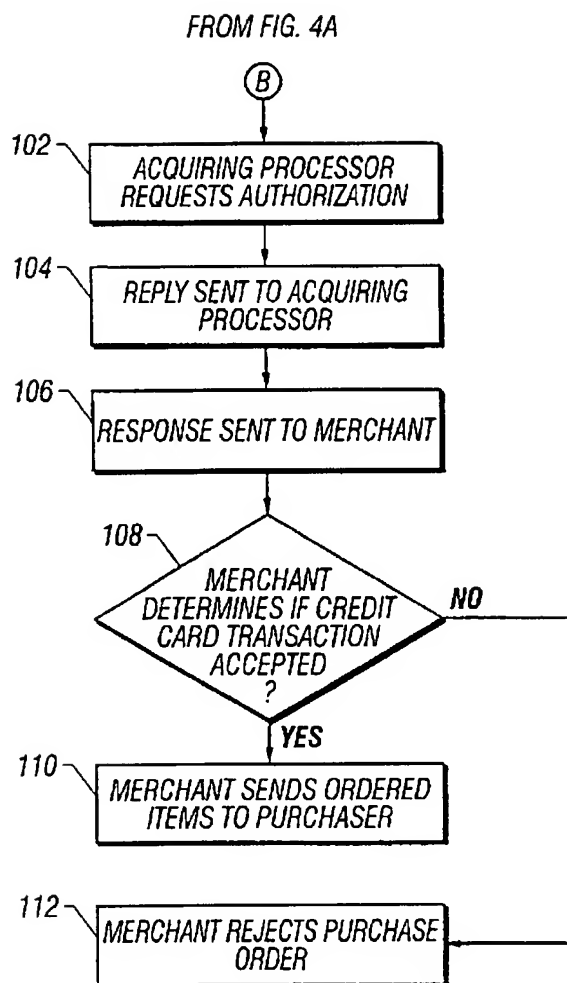 FROM FIG. 4A
B
102
ACQUIRING PROCESSOR
REQUESTS AUTHORIZATION
104
REPLY SENT TO ACQUIRING
PROCESSOR
106
RESPONSE SENT TO MERCHANT
108
MERCHANT
DETERMINES IF CREDIT
CARD TRANSACTION
ACCEPTED
?
NO
YES
110
MERCHANT SENDS ORDERED
ITEMS TO PURCHASER
112
MERCHANT REJECTS PURCHASE
ORDER